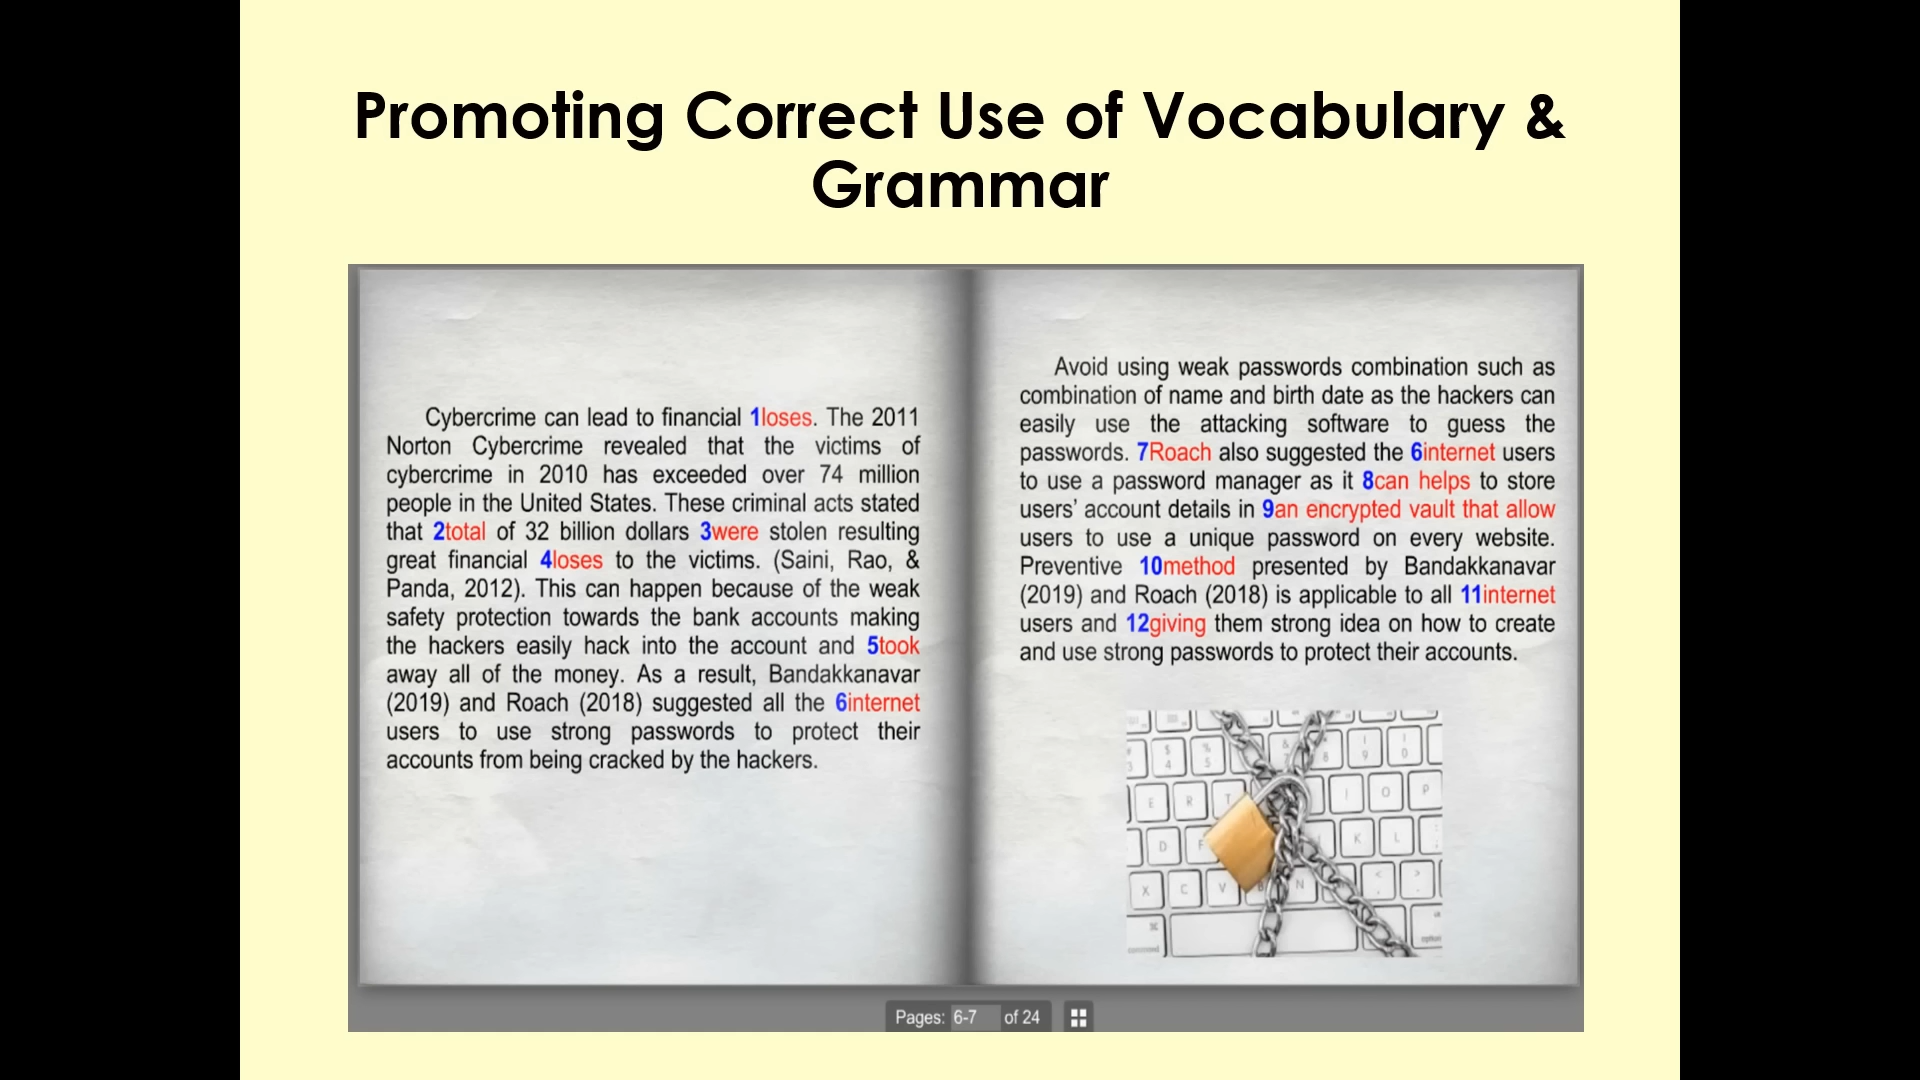 Promoting Correct Use of Vocabulary &
Grammar
Cybercrime can lead to financial 1loses. The 2011
Norton Cybercrime revealed that the victims of
cybercrime in 2010 has exceeded over 74 million
people in the United States. These criminal acts stated
that 2total of 32 billion dollars 3were stolen resulting
great financial 4loses to the victims. (Saini, Rao, &
Panda, 2012). This can happen because of the weak
safety protection towards the bank accounts making
the hackers easily hack into the account and 5took
away all of the money. As a result, Bandakkanavar
(2019) and Roach (2018) suggested all the 6internet
users to use strong passwords to protect their
accounts from being cracked by the hackers.
Avoid using weak passwords combination such as
combination of name and birth date as the hackers can
easily use the attacking software to guess the
passwords. 7Roach also suggested the 6internet users
to use a password manager as it 8can helps to store
users' account details in 9an encrypted vault that allow
users to use a unique password on every website.
Preventive 10method presented by Bandakkanavar
(2019) and Roach (2018) is applicable to all 11internet
users and 12giving them strong idea on how to create
and use strong passwords to protect their accounts.
Pages: 6-7 of 24